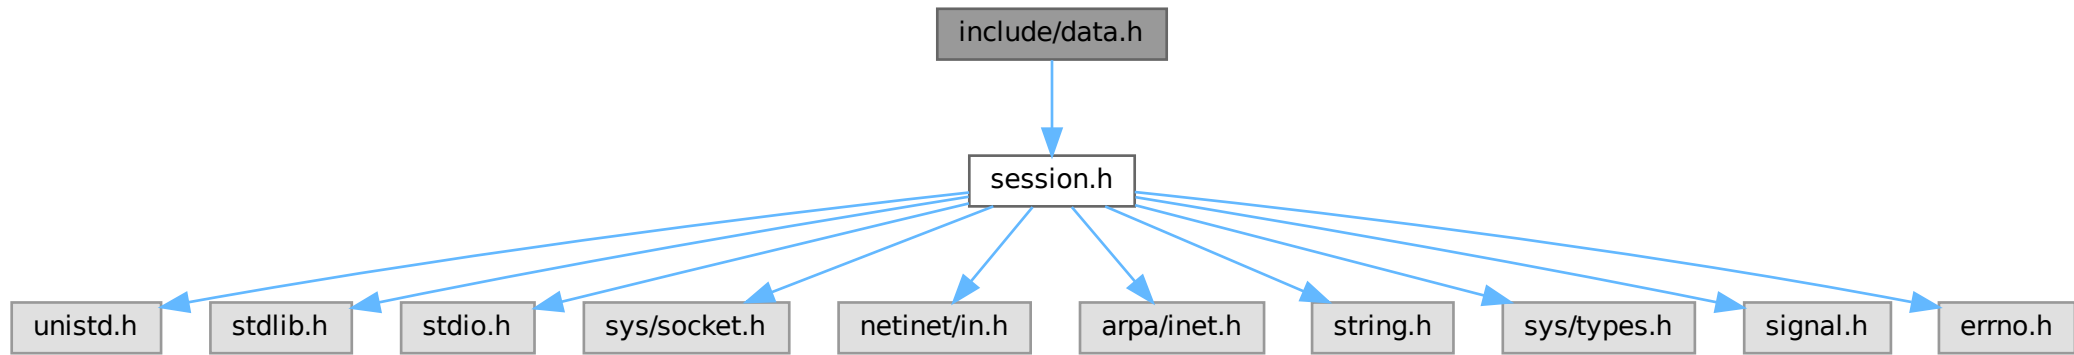 include/data.h
session.h
unistd.h
stdlib.h
stdio.h
sys/socket.h
netinet/in.h
arpa/inet.h
string.h
sys/types.h
signal.h
errno.h